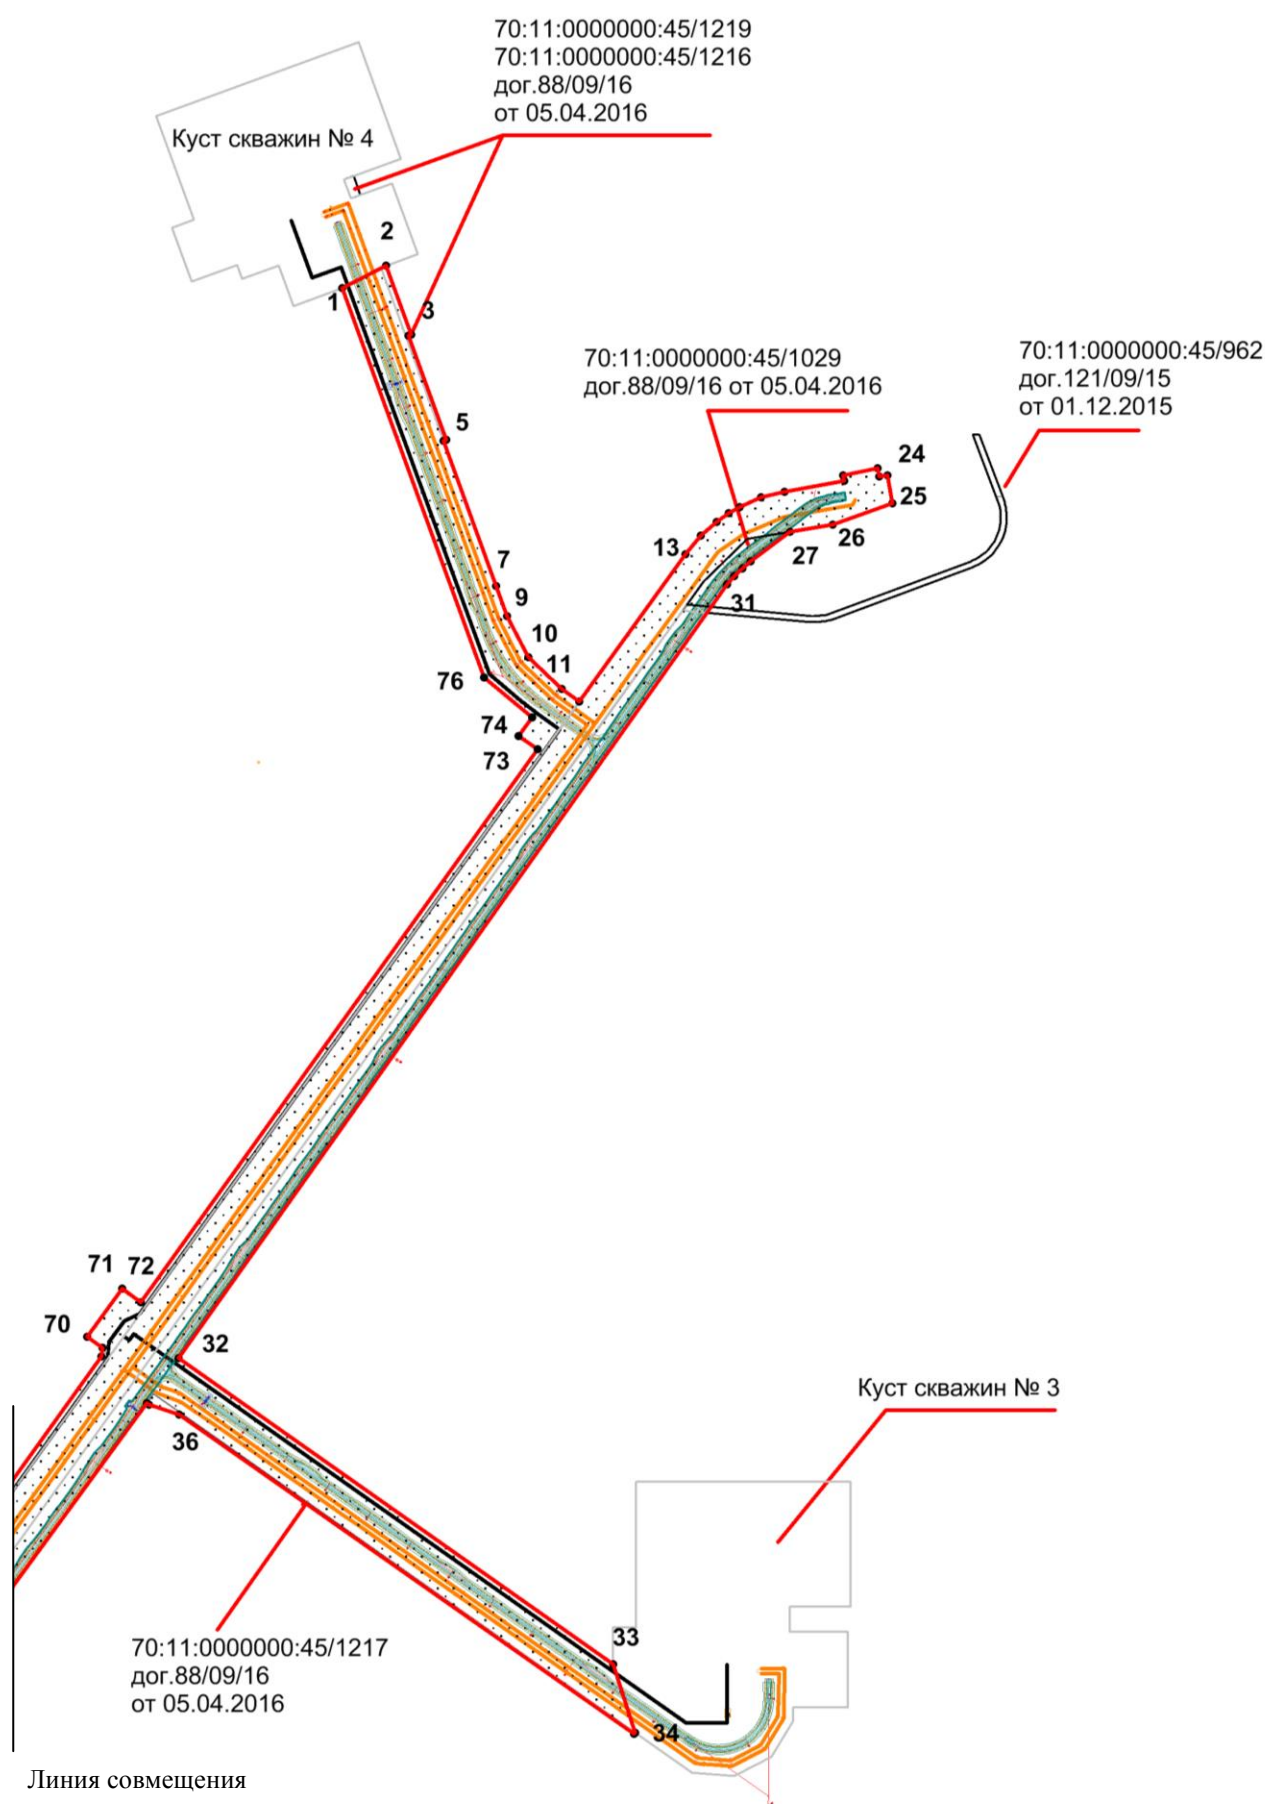 70:11:0000000:45/1219
70:11:0000000:45/1216
дог.88/09/16
от 05.04.2016
Куст скважин № 4
2
1
3
70:11:0000000:45/1029
дог.88/09/16 от 05.04.2016
70:11:0000000:45/962
дог.121/09/15
от 01.12.2015
5
24
25
26
27
13
31
7
9
10
11
76
74
73
71
72
70
32
36
Куст скважин № 3
33
34
70:11:0000000:45/1217
дог.88/09/16
от 05.04.2016
Линия совмещения